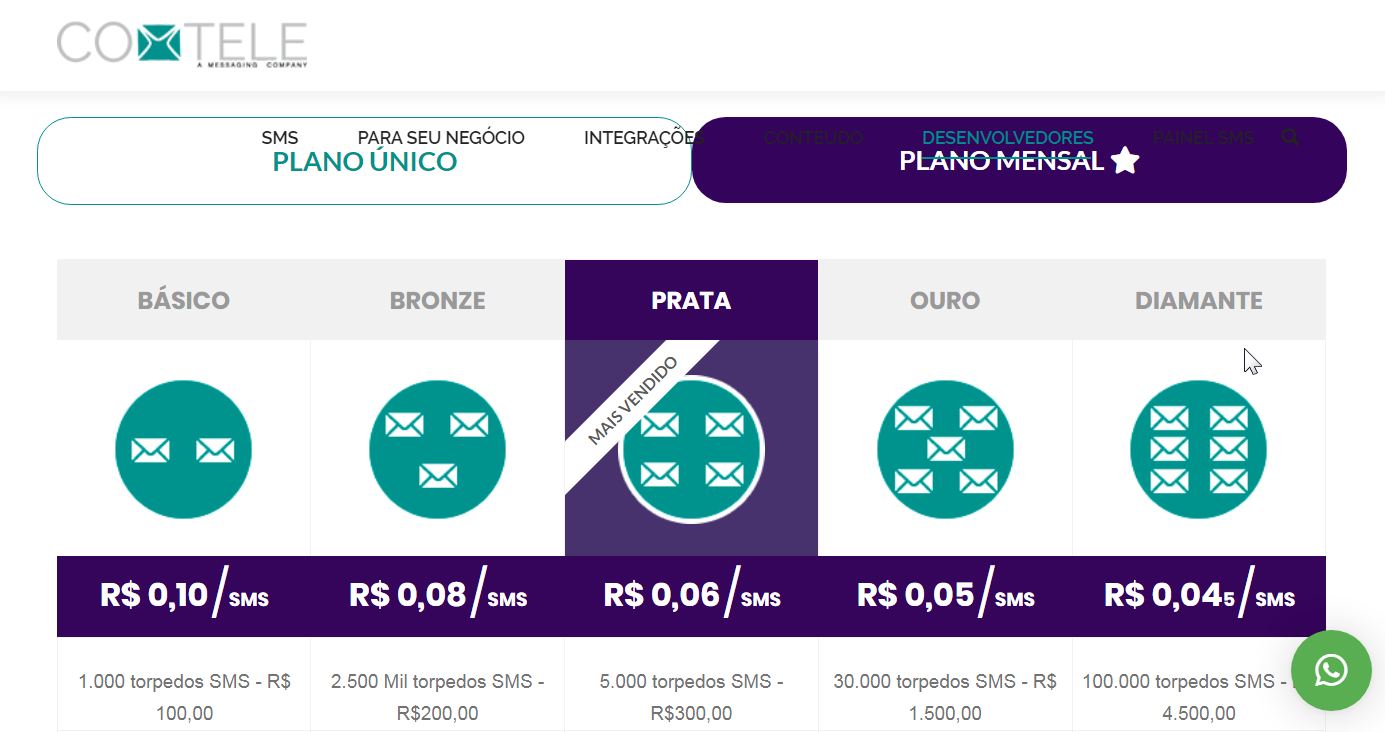 COMTELE
A MESSAGING COMPANY
SMS PARA SEU NEGÓCIO INTEGRAÇÕES CONTEÚDO DESENVOLVEDORES PAINEL SMS
PLANO ÚNICO PLANO MENSAL
BÁSICO BRONZE PRATA OURO DIAMANTE
MAIS VENDIDO
R$ 0,10/SMS R$ 0,08/SMS R$ 0,06/SMS R$ 0,05/SMS R$ 0,045/SMS
1.000 torpedos SMS - R$ 2.500 Mil torpedos SMS - 5.000 torpedos SMS - 30.000 torpedos SMS - R$ 100.000 torpedos SMS -
100,00 R$200,00 R$300,00 1.500,00 4.500,00